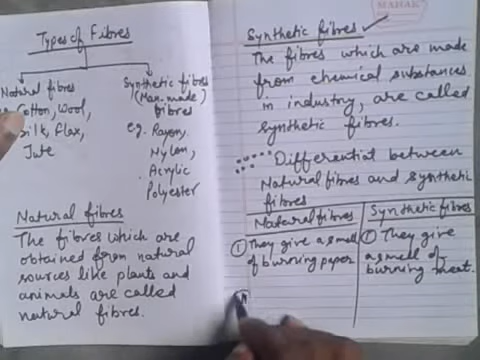 Types of Fibres
Natural fibres
Cotton, Wool,
Silk, Flax,
Jute
Synthetic fibres
(Man-made)
fibres
e.g. Rayon,
Nylon,
Acrylic
Polyester
Natural fibres
The fibres which are
obtained from natural
sources like plants and
animals are called
natural fibres.
MAHAK
Synthetic fibres
The fibres which are made
from chemical substances
in industry, are called
synthetic fibres.
Differential between
Natural fibres and synthetic
fibres
Natural fibres
① They give a smell
of burning paper
Synthetic fibres
① They give
a smell of
burning meat.